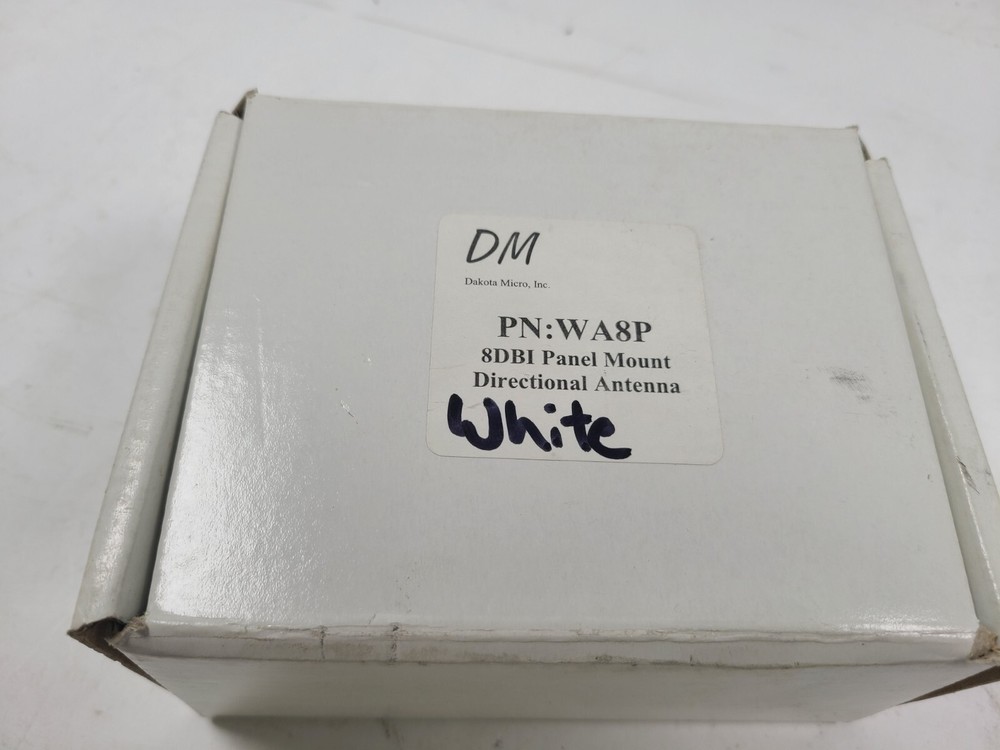 DM
Dakota Micro, Inc.
PN:WA8P
8DBI Panel Mount
Directional Antenna
White